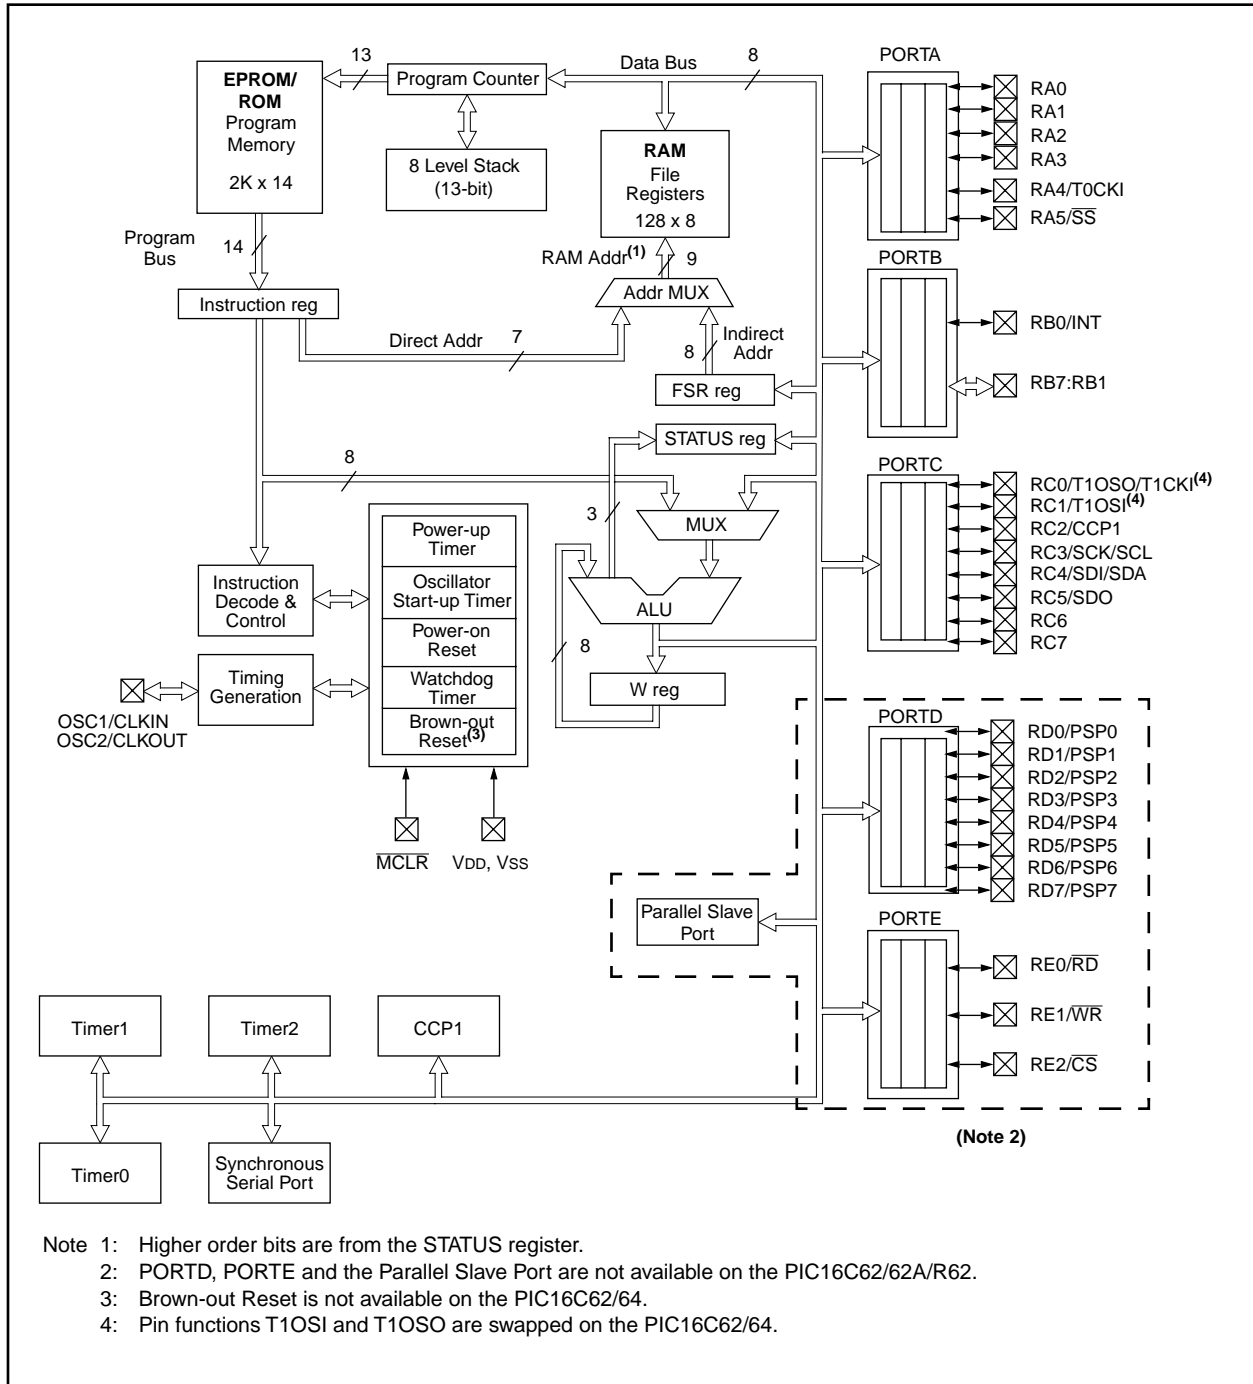 13
Data Bus
8
PORTA
EPROM/
ROM
Program
Memory
2K x 14
Program Counter
8 Level Stack
(13-bit)
RAM
File
Registers
128 x 8
RA0
RA1
RA2
RA3
RA4/T0CKI
RA5/SS
Program
Bus
14
RAM Addr(1)
9
PORTB
Instruction reg
Addr MUX
Direct Addr
7
8
Indirect
Addr
RB0/INT
RB7:RB1
FSR reg
STATUS reg
8
3
MUX
PORTC
RC0/T1OSO/T1CKI(4)
RC1/T1OSI(4)
RC2/CCP1
RC3/SCK/SCL
RC4/SDI/SDA
RC5/SDO
RC6
RC7
Power-up
Timer
Oscillator
Start-up Timer
Power-on
Reset
Watchdog
Timer
Brown-out
Reset(3)
Instruction
Decode &
Control
ALU
8
W reg
Timing
Generation
OSC1/CLKIN
OSC2/CLKOUT
MCLR
VDD, VSS
PORTD
RD0/PSP0
RD1/PSP1
RD2/PSP2
RD3/PSP3
RD4/PSP4
RD5/PSP5
RD6/PSP6
RD7/PSP7
Parallel Slave
Port
PORTE
RE0/RD
RE1/WR
RE2/CS
(Note 2)
Timer1
Timer2
CCP1
Timer0
Synchronous
Serial Port
Note 1: Higher order bits are from the STATUS register.
2: PORTD, PORTE and the Parallel Slave Port are not available on the PIC16C62/62A/R62.
3: Brown-out Reset is not available on the PIC16C62/64.
4: Pin functions T1OSI and T1OSO are swapped on the PIC16C62/64.